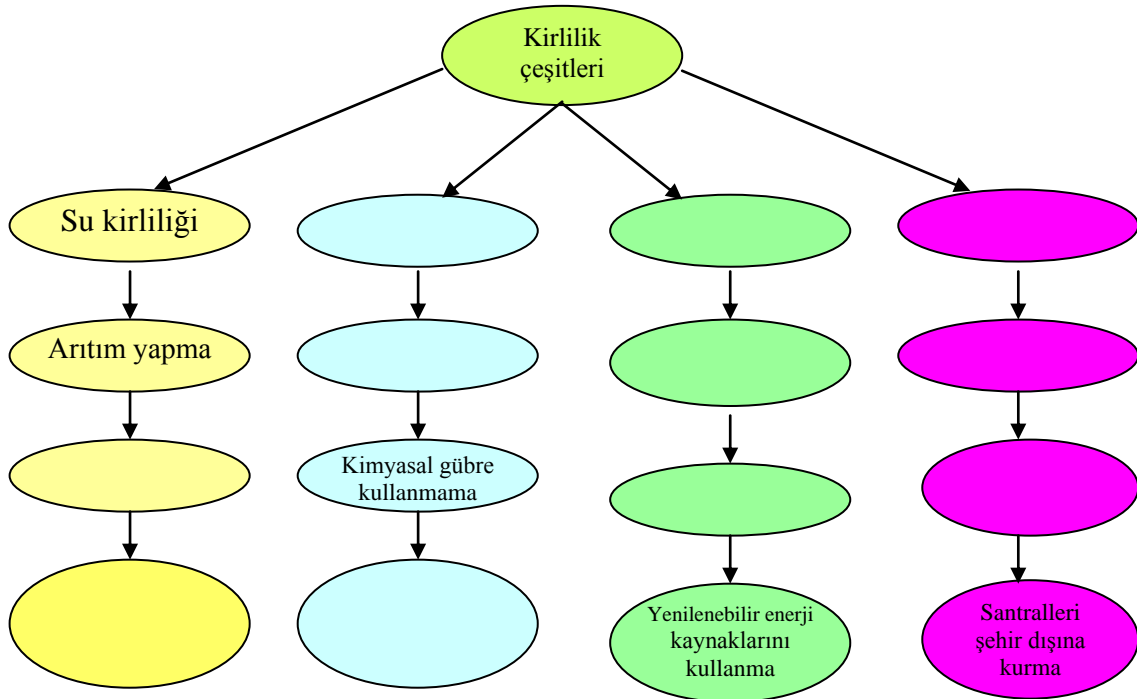 Kirlilik
çeşitleri
Su kirliliği
Arıtım yapma
Kimyasal gübre
kullanmama
Yenilenebilir enerji
kaynaklarını
kullanma
Santralleri
şehir dışına
kurma